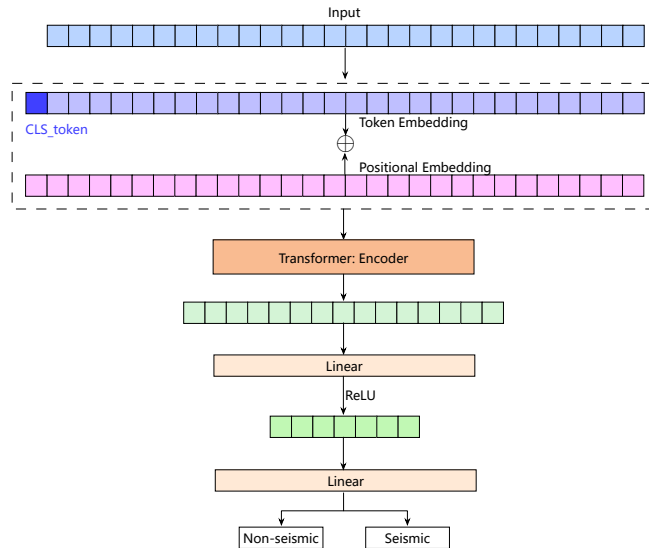 Input
Token Embedding
CLS_token
Positional Embedding
Transformer: Encoder
Linear
ReLU
Linear
Non-seismic
Seismic